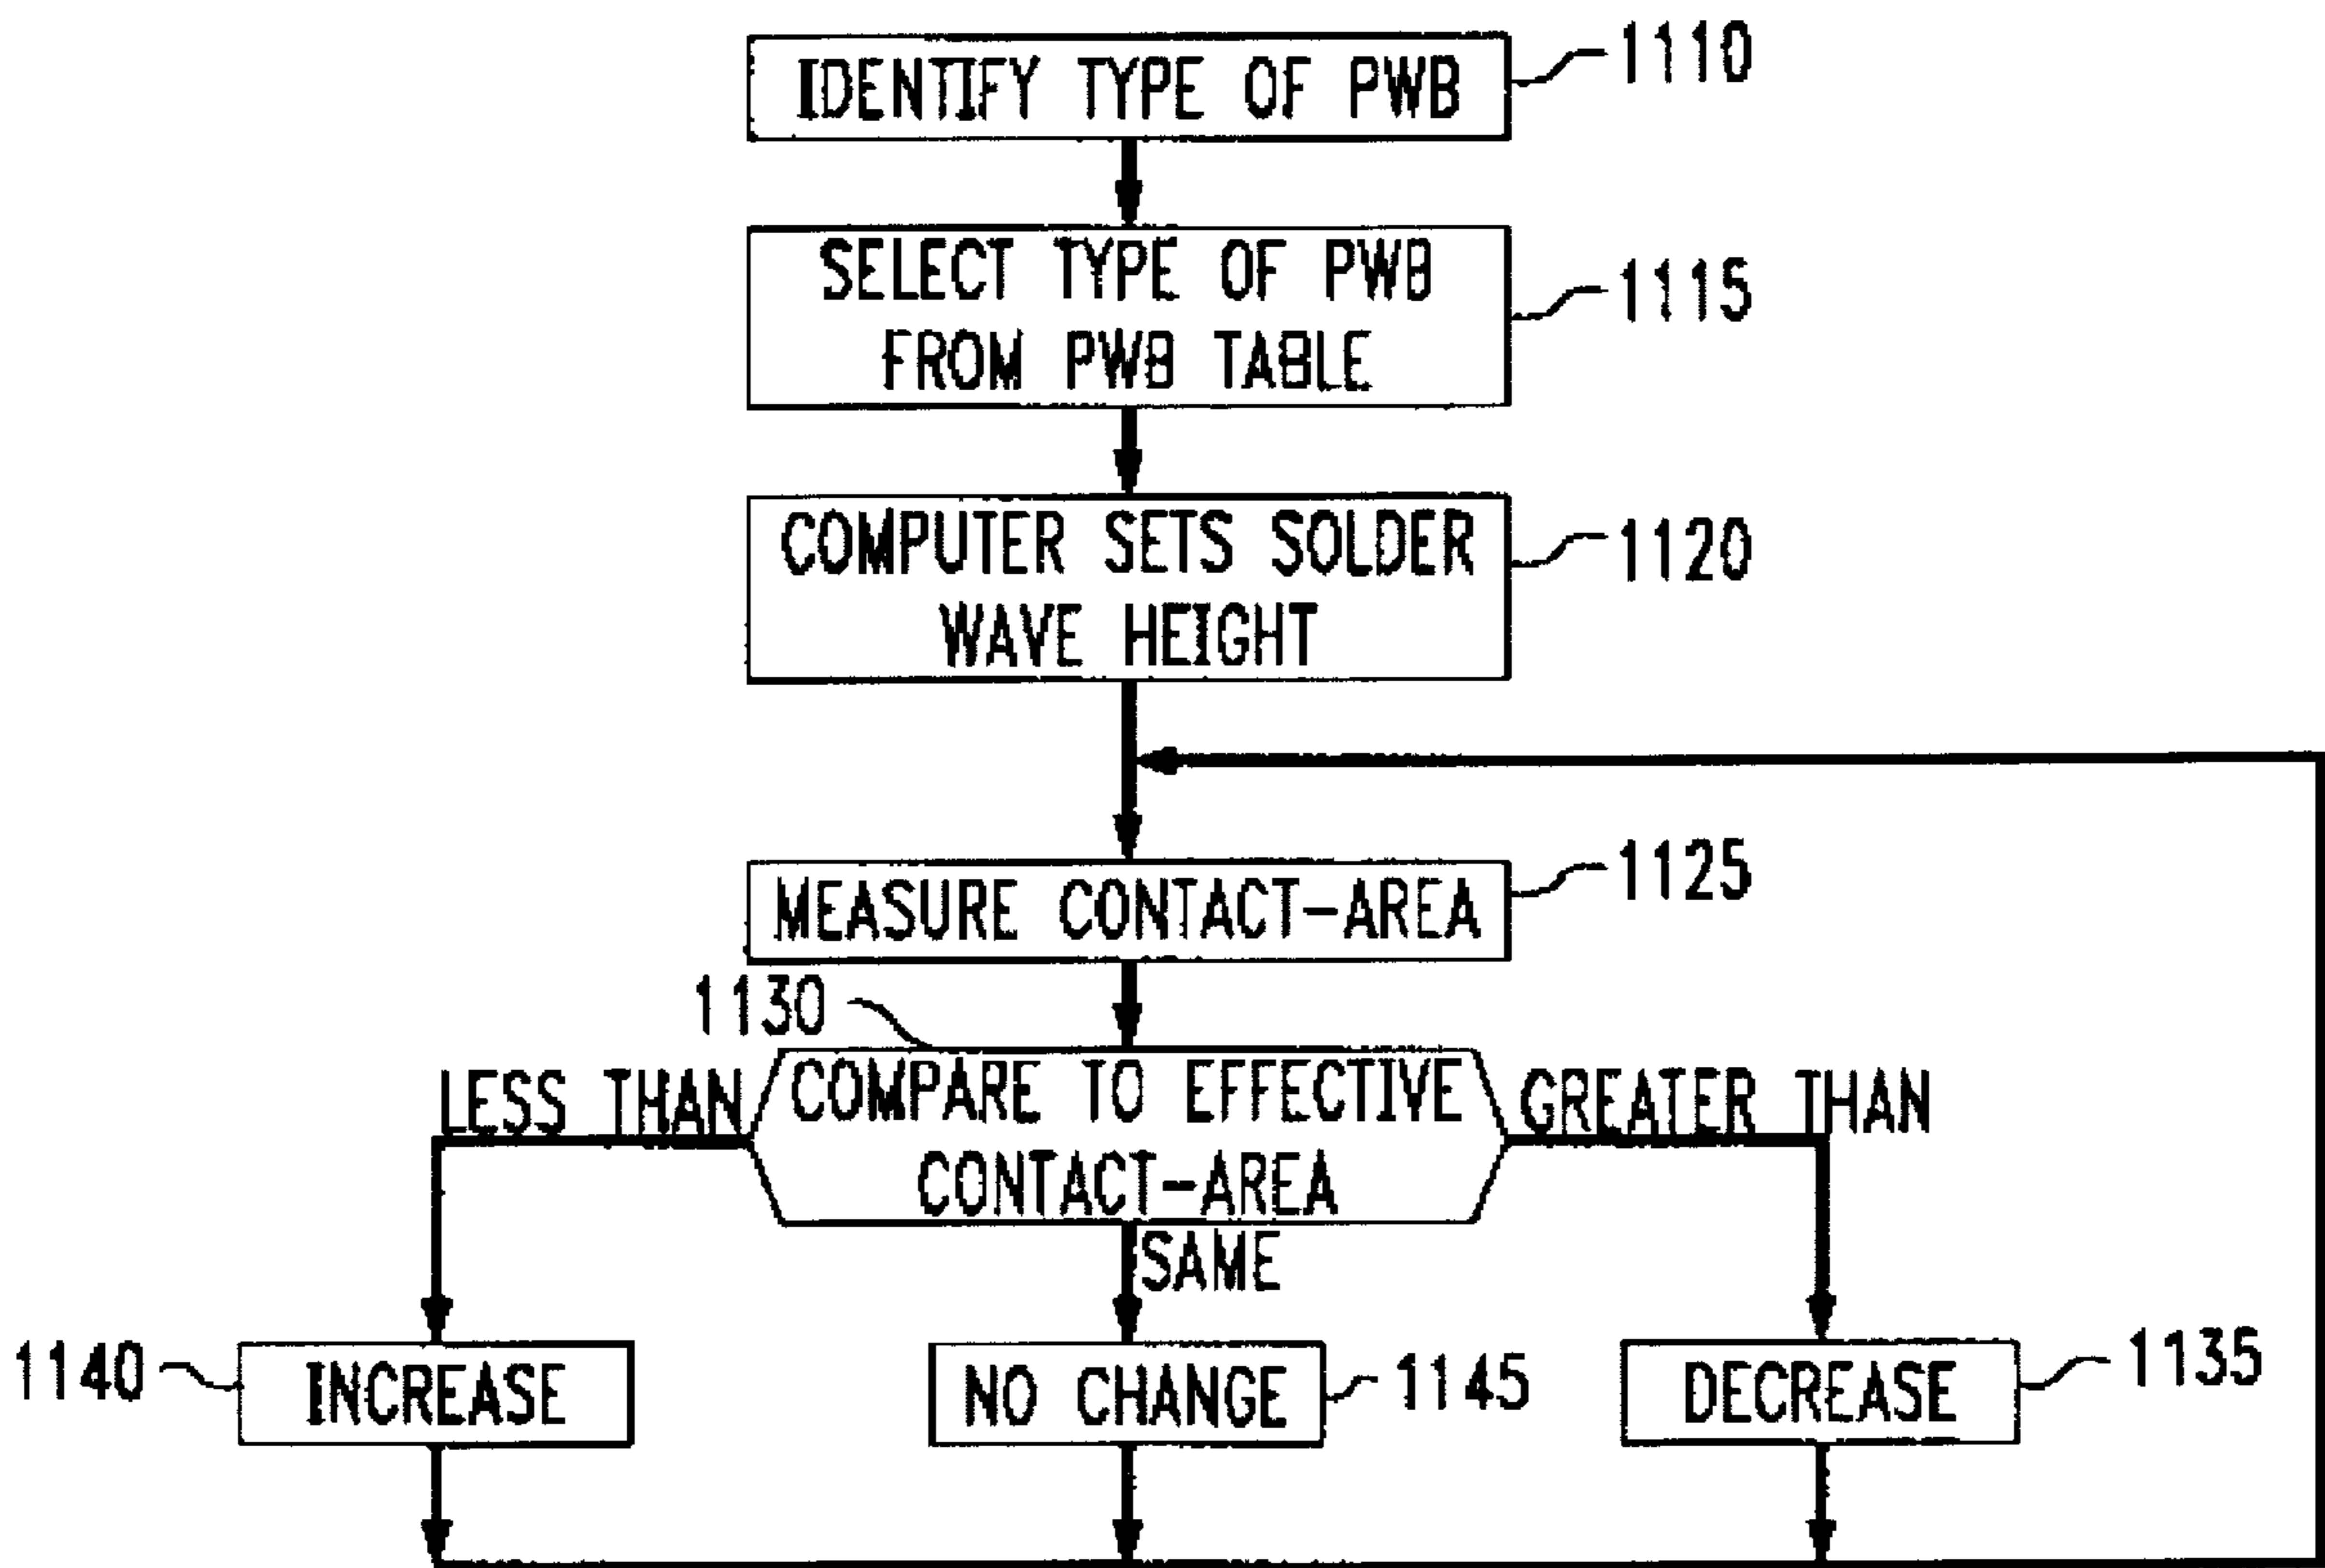 IDENTIFY TYPE OF PWB
1110
SELECT TYPE OF PWB
FROM PWB TABLE
1115
COMPUTER SETS SOLDER
WAVE HEIGHT
1120
MEASURE CONTACT-AREA
1125
1130
LESS THAN
COMPARE TO EFFECTIVE
CONTACT-AREA
GREATER THAN
SAME
1140
INCREASE
NO CHANGE
1145
DECREASE
1135